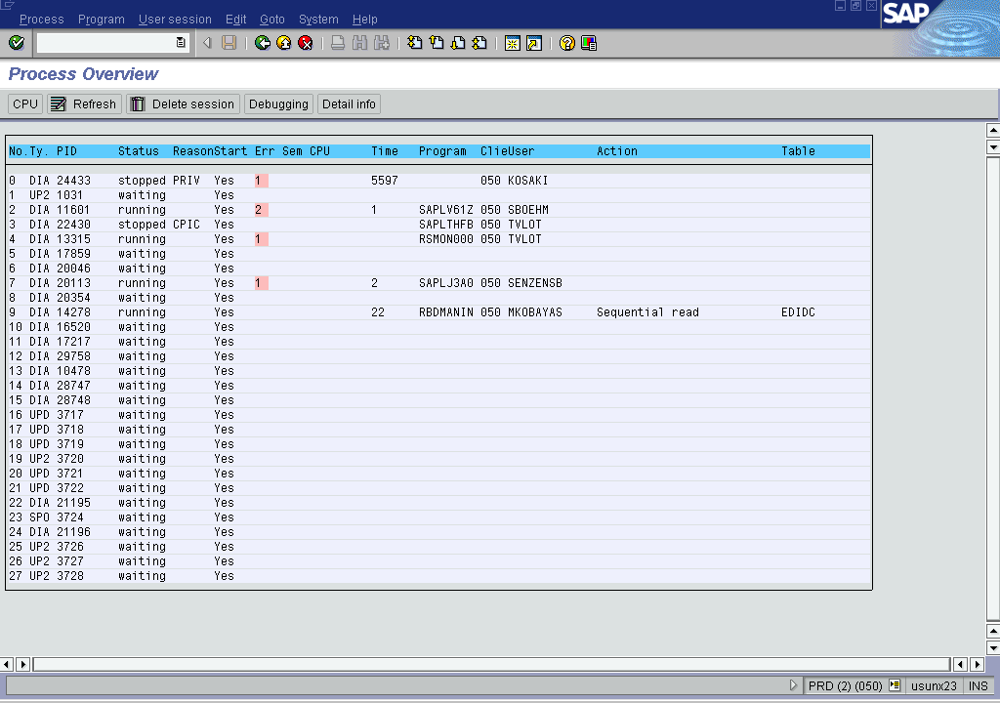 Process Program User session Edit Goto System Help
SAP
Process Overview
CPU Refresh Delete session Debugging Detail info
No.Ty. PID Status ReasonStart Err Sem CPU Time Program ClieUser Action Table
0 DIA 24433 stopped PRIV Yes 1 5597 050 KOSAKI
1 UP2 1031 waiting Yes
2 DIA 11601 running Yes 2 1 SAPLV61Z 050 SBOEHM
3 DIA 22430 stopped CPIC Yes SAPLTHFB 050 TVLOT
4 DIA 13315 running Yes 1 RSMON000 050 TVLOT
5 DIA 17859 waiting Yes
6 DIA 20046 waiting Yes
7 DIA 20113 running Yes 1 2 SAPLJ3A0 050 SENZENSB
8 DIA 20354 waiting Yes
9 DIA 14278 running Yes 22 RBDMANIN 050 MKOBAYAS Sequential read EDIDC
10 DIA 16520 waiting Yes
11 DIA 17217 waiting Yes
12 DIA 29758 waiting Yes
13 DIA 10478 waiting Yes
14 DIA 28747 waiting Yes
15 DIA 28748 waiting Yes
16 UPD 3717 waiting Yes
17 UPD 3718 waiting Yes
18 UPD 3719 waiting Yes
19 UP2 3720 waiting Yes
20 UPD 3721 waiting Yes
21 UPD 3722 waiting Yes
22 DIA 21195 waiting Yes
23 SPO 3724 waiting Yes
24 DIA 21196 waiting Yes
25 UP2 3726 waiting Yes
26 UP2 3727 waiting Yes
27 UP2 3728 waiting Yes
PRD (2) (050) usunx23 INS